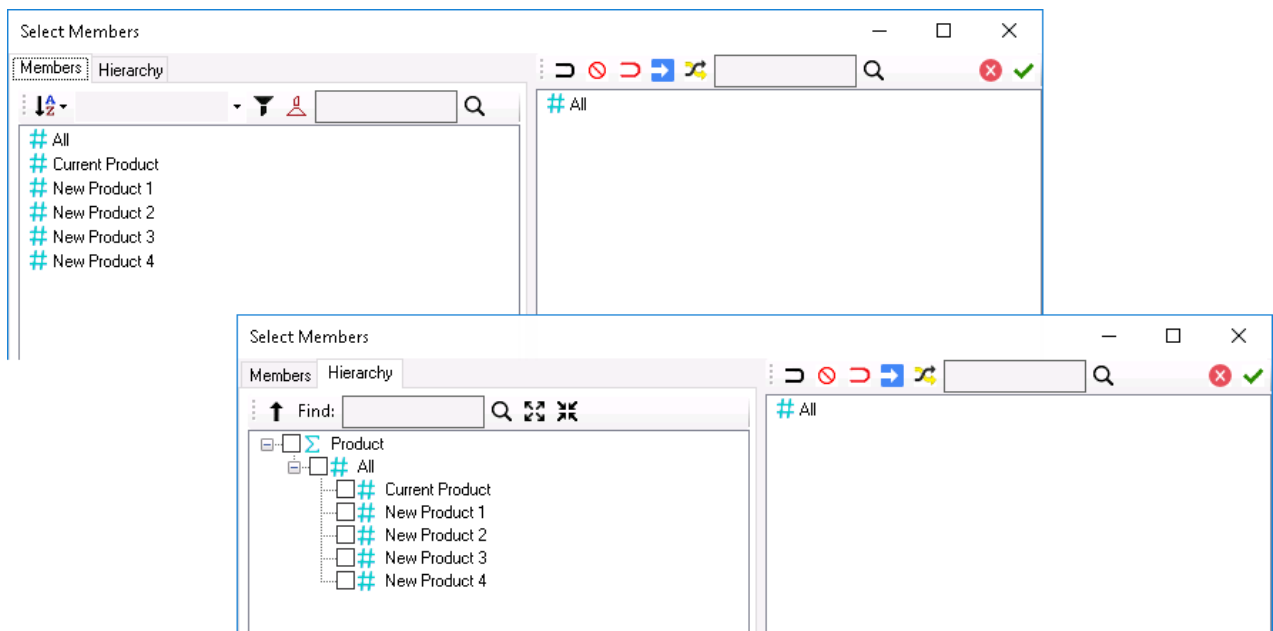 Select Members
Members Hierarchy
All
All
Current Product
New Product 1
New Product 2
New Product 3
New Product 4
Select Members
Members Hierarchy
Find:
All
Product
All
Current Product
New Product 1
New Product 2
New Product 3
New Product 4